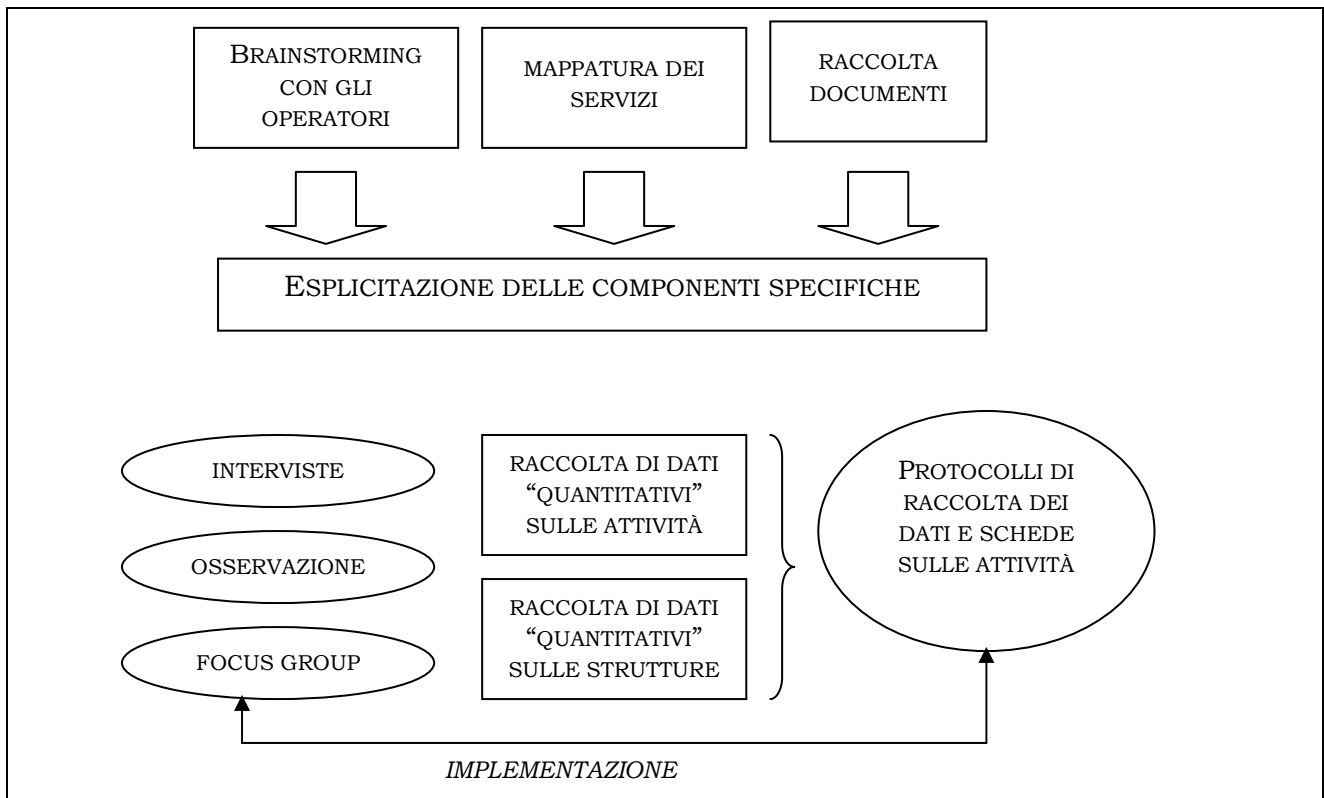 BRAINSTORMING
CON GLI
OPERATORI
MAPPATURA DEI
SERVIZI
RACCOLTA
DOCUMENTI
ESPLICITAZIONE DELLE COMPONENTI SPECIFICHE
INTERVISTE
OSSERVAZIONE
FOCUS GROUP
RACCOLTA DI DATI
“QUANTITATIVI”
SULLE ATTIVITÀ
RACCOLTA DI DATI
“QUANTITATIVI”
SULLE STRUTTURE
PROTOCOLLI DI
RACCOLTA DEI
DATI E SCHEDE
SULLE ATTIVITÀ
IMPLEMENTAZIONE